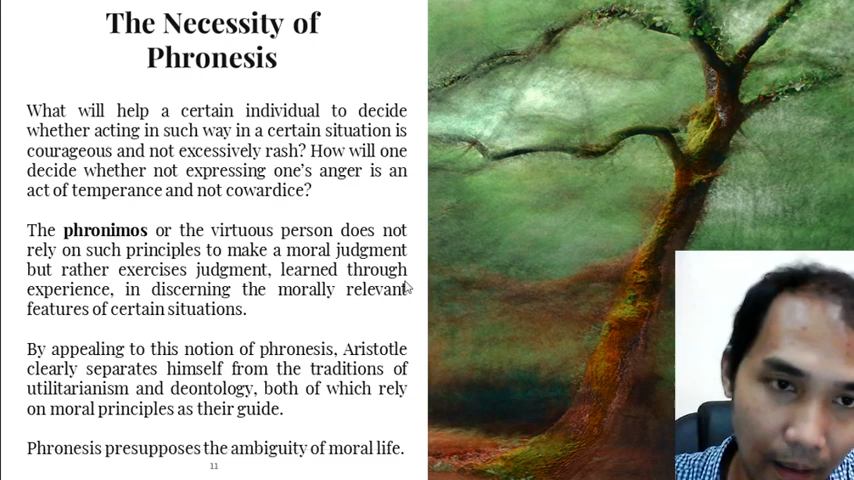 The Necessity of
Phronesis
What will help a certain individual to decide
whether acting in such way in a certain situation is
courageous and not excessively rash? How will one
decide whether not expressing one's anger is an
act of temperance and not cowardice?
The phronimos or the virtuous person does not
rely on such principles to make a moral judgment
but rather exercises judgment, learned through
experience, in discerning the morally relevant
features of certain situations.
By appealing to this notion of phronesis, Aristotle
clearly separates himself from the traditions of
utilitarianism and deontology, both of which rely
on moral principles as their guide.
Phronesis presupposes the ambiguity of moral life.
11